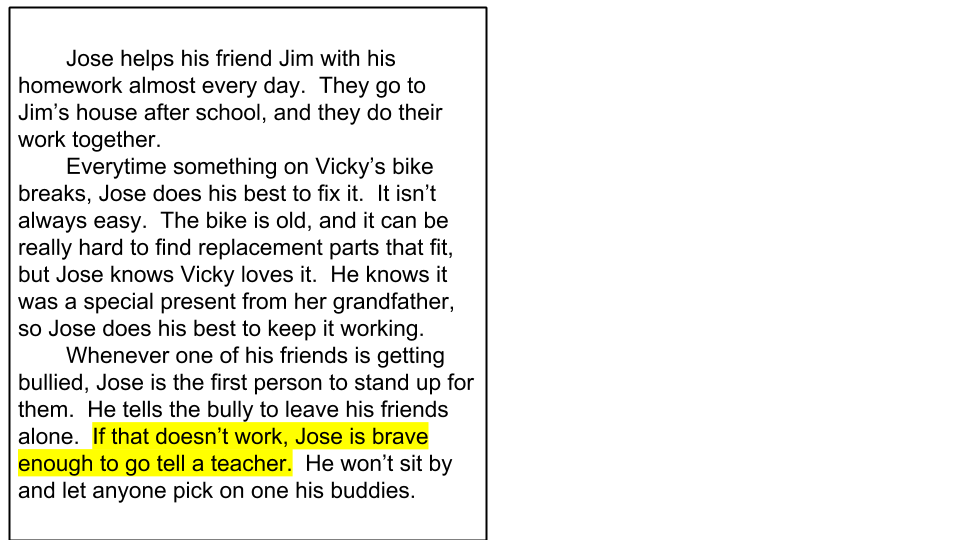 Jose helps his friend Jim with his
homework almost every day.  They go to
Jim's house after school, and they do their
work together.
Everytime something on Vicky's bike
breaks, Jose does his best to fix it.  It isn't
always easy.  The bike is old, and it can be
really hard to find replacement parts that fit,
but Jose knows Vicky loves it.  He knows it
was a special present from her grandfather,
so Jose does his best to keep it working.
Whenever one of his friends is getting
bullied, Jose is the first person to stand up for
them.  He tells the bully to leave his friends
alone.  If that doesn't work, Jose is brave
enough to go tell a teacher.  He won't sit by
and let anyone pick on one his buddies.